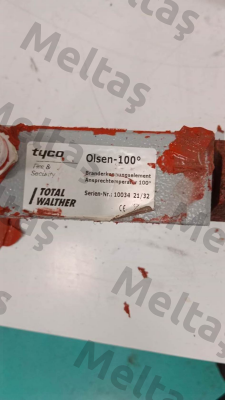 Meltaş
tyco
Fire &
Security
TOTAL
WALTHER
Olsen-100°
Branderkennungselement
Ansprechtemperatur 100°
Serien-Nr.: 10034 21/32
CE
Meltaş
Meltaş
Meltaş